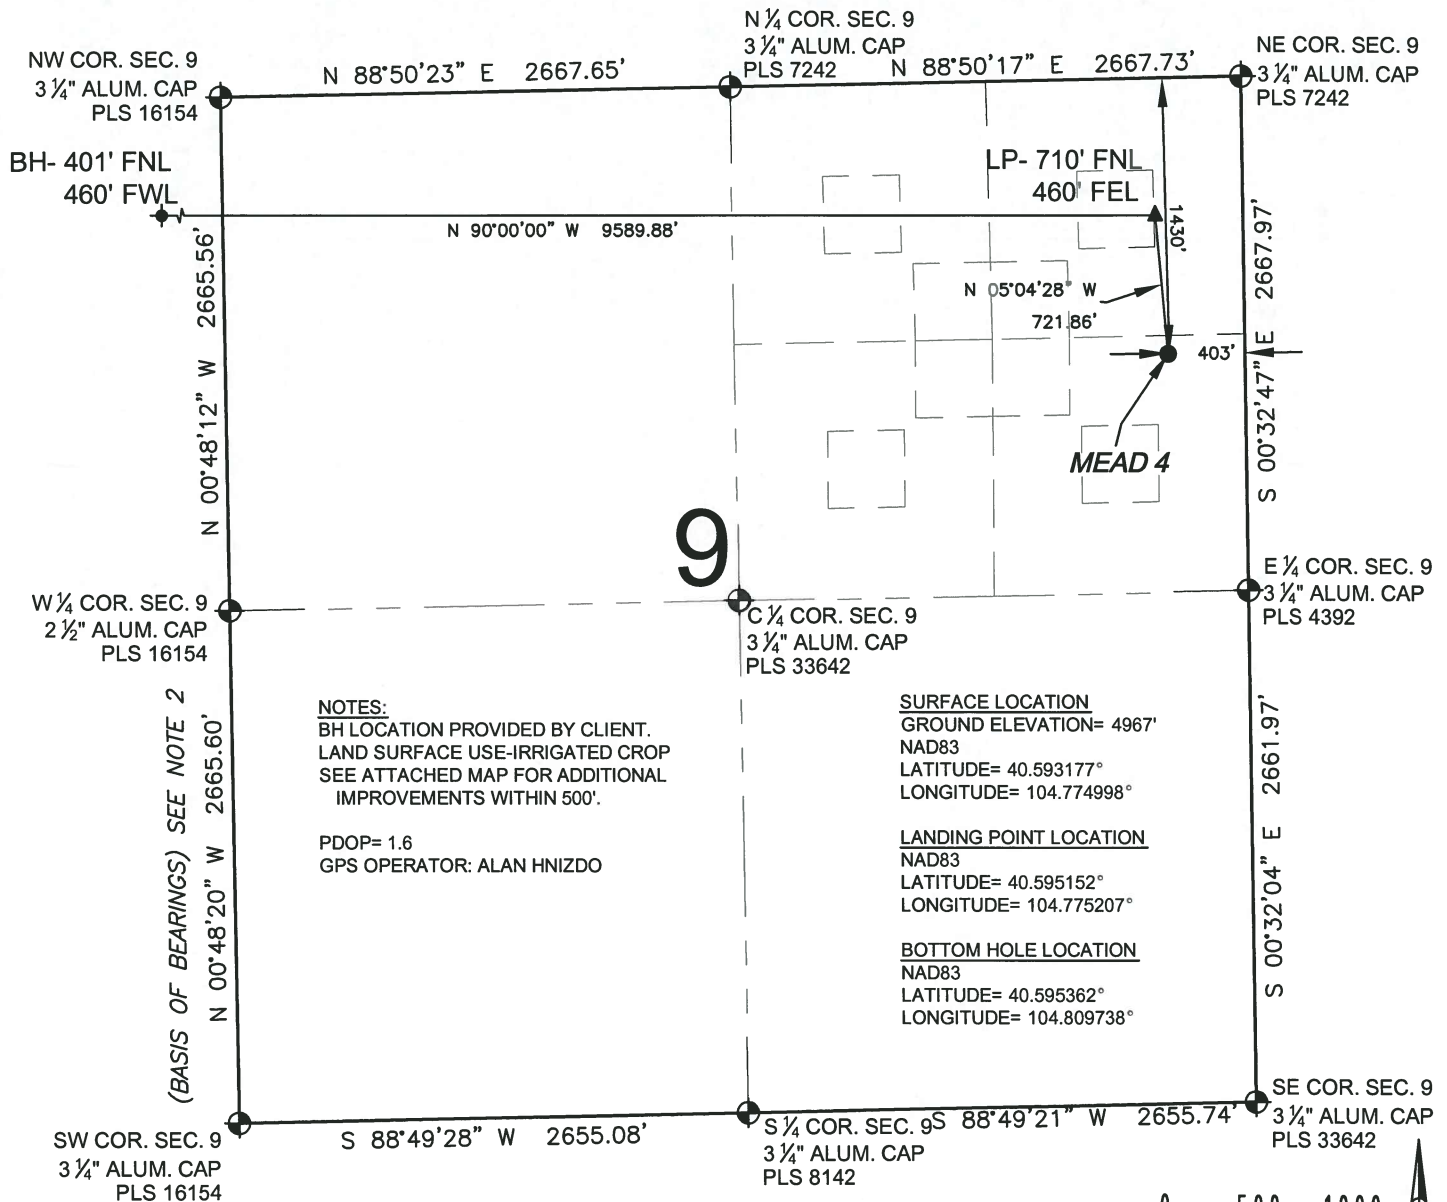 N ¼ COR. SEC. 9
3 ¼" ALUM. CAP
PLS 7242
NW COR. SEC. 9
3 ¼" ALUM. CAP
PLS 16154
N 88°50'23" E 2667.65'
N 88°50'17" E 2667.73'
NE COR. SEC. 9
3 ¼" ALUM. CAP
PLS 7242
BH- 401' FNL
460' FWL
LP- 710' FNL
460' FEL
N 90°00'00" W 9589.88'
1430'
N 05°04'28" W
721.86'
403'
MEAD 4
N 00°48'12" W 2665.56'
S 00°32'47" E 2667.97'
9
W ¼ COR. SEC. 9
2 ½" ALUM. CAP
PLS 16154
C ¼ COR. SEC. 9
3 ¼" ALUM. CAP
PLS 33642
E ¼ COR. SEC. 9
3 ¼" ALUM. CAP
PLS 4392
(BASIS OF BEARINGS) SEE NOTE 2
N 00°48'20" W 2665.60'
NOTES:
BH LOCATION PROVIDED BY CLIENT.
LAND SURFACE USE-IRRIGATED CROP
SEE ATTACHED MAP FOR ADDITIONAL
IMPROVEMENTS WITHIN 500'.
PDOP= 1.6
GPS OPERATOR: ALAN HNIZDO
SURFACE LOCATION
GROUND ELEVATION= 4967'
NAD83
LATITUDE= 40.593177°
LONGITUDE= 104.774998°
LANDING POINT LOCATION
NAD83
LATITUDE= 40.595152°
LONGITUDE= 104.775207°
BOTTOM HOLE LOCATION
NAD83
LATITUDE= 40.595362°
LONGITUDE= 104.809738°
S 00°32'04" E 2661.97'
SW COR. SEC. 9
3 ¼" ALUM. CAP
PLS 16154
S 88°49'28" W 2655.08'
S ¼ COR. SEC. 9
3 ¼" ALUM. CAP
PLS 8142
S 88°49'21" W 2655.74'
SE COR. SEC. 9
3 ¼" ALUM. CAP
PLS 33642